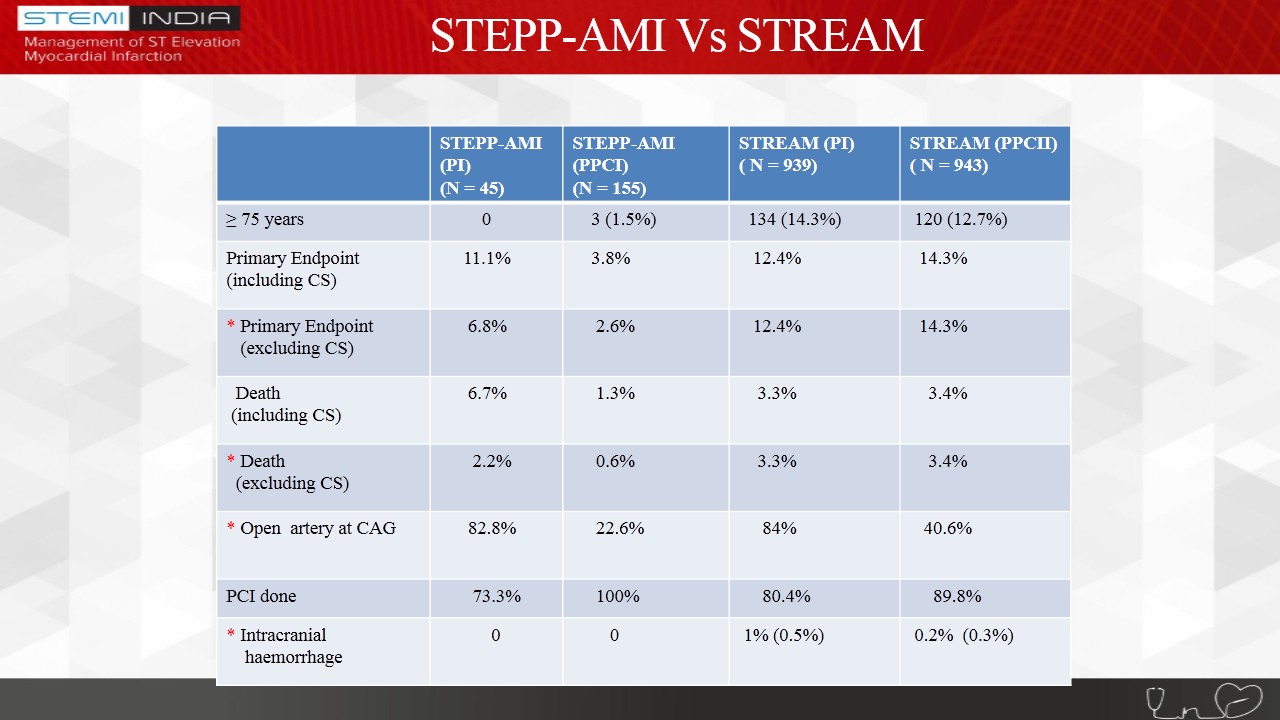 STEMI INDIA
Management of ST Elevation
Myocardial Infarction
STEPP-AMI Vs STREAM
STEPP-AMI (PI) (N = 45)
STEPP-AMI (PPCI) (N = 155)
STREAM (PI) ( N = 939)
STREAM (PPCII) ( N = 943)
≥ 75 years 0 3 (1.5%) 134 (14.3%) 120 (12.7%)
Primary Endpoint 11.1% 3.8% 12.4% 14.3%
(including CS)
* Primary Endpoint 6.8% 2.6% 12.4% 14.3%
(excluding CS)
Death 6.7% 1.3% 3.3% 3.4%
(including CS)
* Death 2.2% 0.6% 3.3% 3.4%
(excluding CS)
* Open artery at CAG 82.8% 22.6% 84% 40.6%
PCI done 73.3% 100% 80.4% 89.8%
* Intracranial 0 0 1% (0.5%) 0.2% (0.3%)
haemorrhage